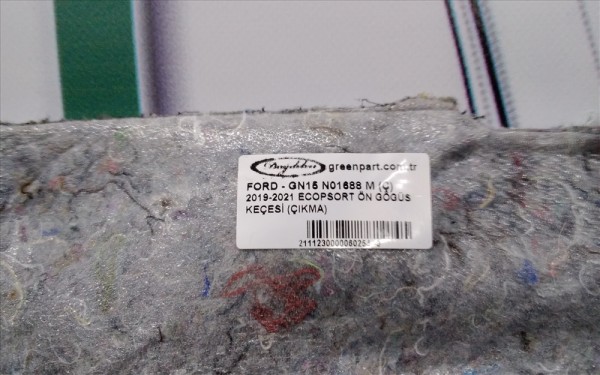 greenpart.com.tr
FORD - GN15 N01688 M (Ç)
2019-2021 ECOPSORT ÖN GÖĞÜS
KEÇESİ (ÇIKMA)